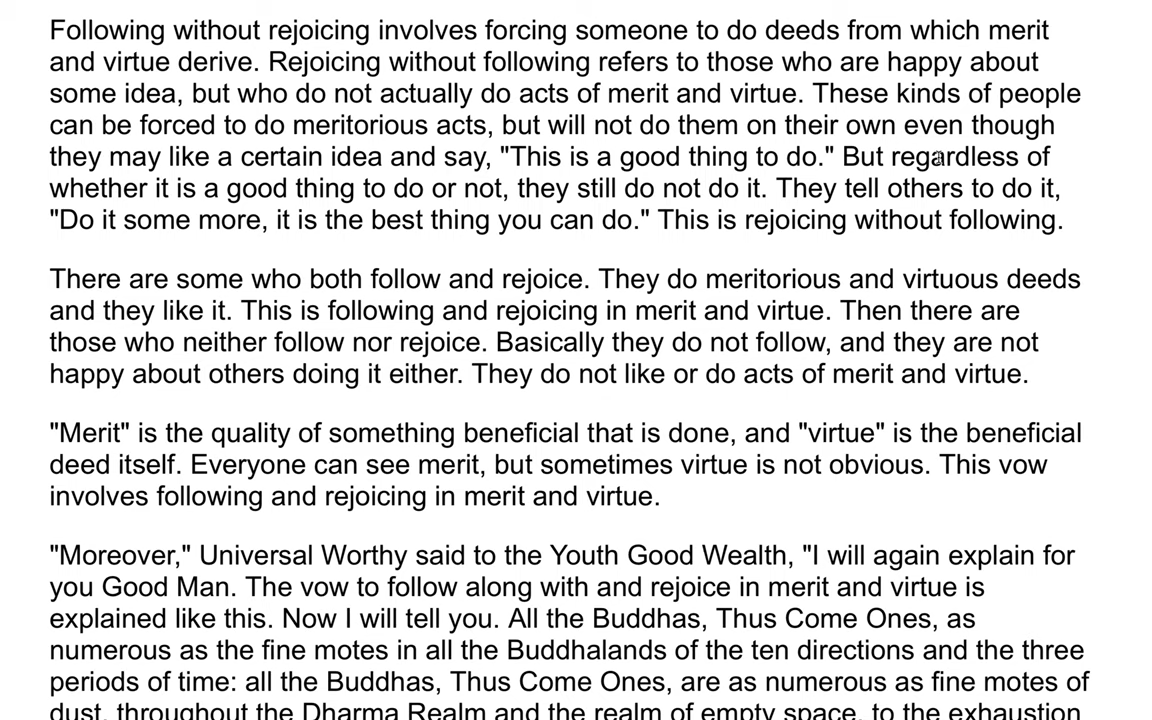 Following without rejoicing involves forcing someone to do deeds from which merit
and virtue derive. Rejoicing without following refers to those who are happy about
some idea, but who do not actually do acts of merit and virtue. These kinds of people
can be forced to do meritorious acts, but will not do them on their own even though
they may like a certain idea and say, "This is a good thing to do." But regardless of
whether it is a good thing to do or not, they still do not do it. They tell others to do it,
"Do it some more, it is the best thing you can do." This is rejoicing without following.
There are some who both follow and rejoice. They do meritorious and virtuous deeds
and they like it. This is following and rejoicing in merit and virtue. Then there are
those who neither follow nor rejoice. Basically they do not follow, and they are not
happy about others doing it either. They do not like or do acts of merit and virtue.
"Merit" is the quality of something beneficial that is done, and "virtue" is the beneficial
deed itself. Everyone can see merit, but sometimes virtue is not obvious. This vow
involves following and rejoicing in merit and virtue.
"Moreover," Universal Worthy said to the Youth Good Wealth, "I will again explain for
you Good Man. The vow to follow along with and rejoice in merit and virtue is
explained like this. Now I will tell you. All the Buddhas, Thus Come Ones, as
numerous as the fine motes in all the Buddhalands of the ten directions and the three
periods of time: all the Buddhas, Thus Come Ones, are as numerous as fine motes of
dust, throughout the Dharma Realm and the realm of empty space, to the exhaustion